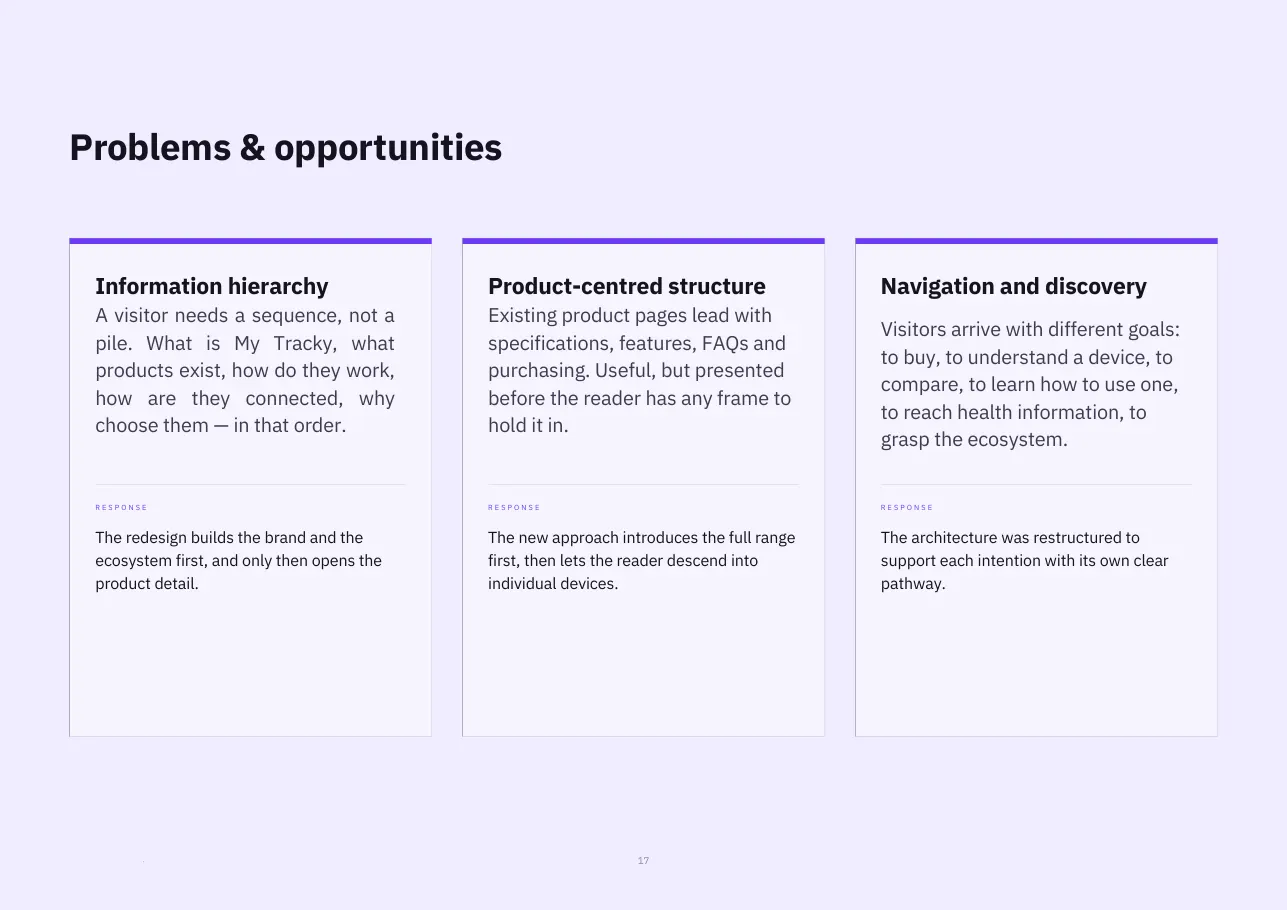 Problems & opportunities
Information hierarchy
A visitor needs a sequence, not a
pile. What is My Tracky, what
products exist, how do they work,
how are they connected, why
choose them — in that order.
RESPONSE
The redesign builds the brand and the
ecosystem first, and only then opens the
product detail.
Product-centred structure
Existing product pages lead with
specifications, features, FAQs and
purchasing. Useful, but presented
before the reader has any frame to
hold it in.
RESPONSE
The new approach introduces the full range
first, then lets the reader descend into
individual devices.
Navigation and discovery
Visitors arrive with different goals:
to buy, to understand a device, to
compare, to learn how to use one,
to reach health information, to
grasp the ecosystem.
RESPONSE
The architecture was restructured to
support each intention with its own clear
pathway.
17